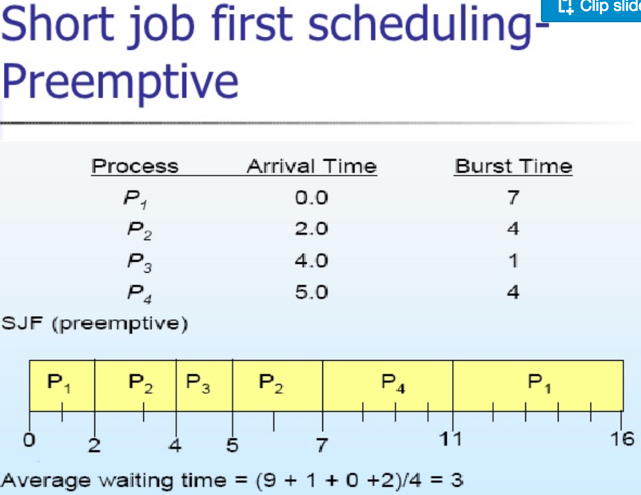 Clip slide
Short job first scheduling-
Preemptive
Process Arrival Time Burst Time
P1 0.0 7
P2 2.0 4
P3 4.0 1
P4 5.0 4
SJF (preemptive)
P1 P2 P3 P2 P4 P1
0 2 4 5 7 11 16
Average waiting time = (9 + 1 + 0 +2)/4 = 3